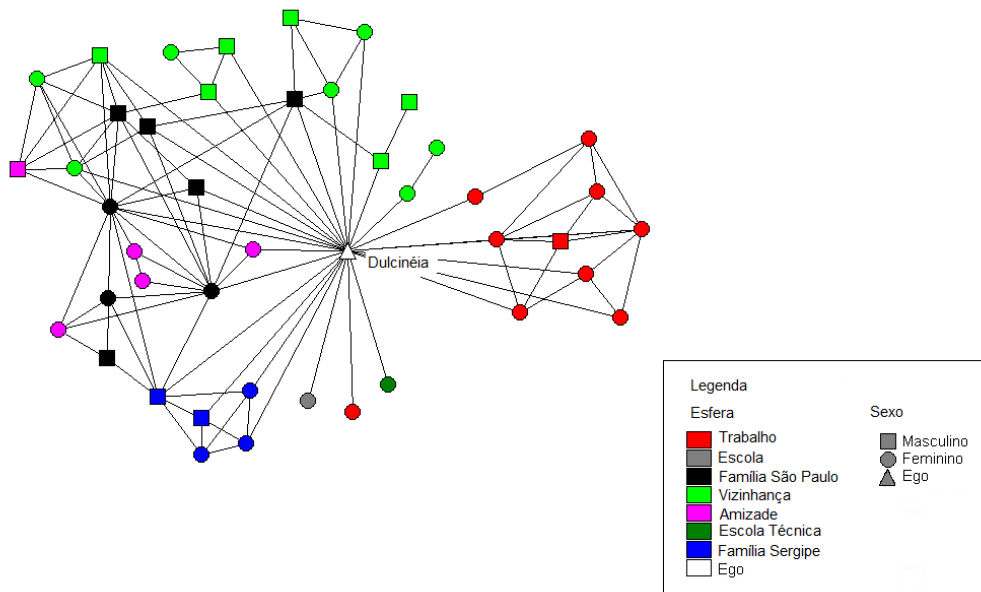 Dulcinéia
Legenda
Esfera
Trabalho
Escola
Família São Paulo
Vizinhança
Amizade
Escola Técnica
Família Sergipe
Ego
Sexo
Masculino
Feminino
Ego